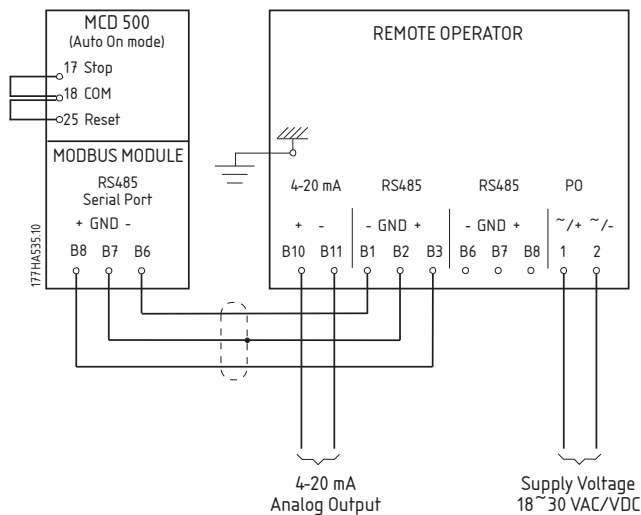 MCD 500
(Auto On mode)
17 Stop
18 COM
25 Reset
MODBUS MODULE
RS485
Serial Port
+ GND -
B8 B7 B6
177HA535.10
REMOTE OPERATOR
4-20 mA RS485 RS485 PO
+ - - GND + - GND + ~/+ ~/-
B10 B11 B1 B2 B3 B6 B7 B8 1 2
4-20 mA
Analog Output
Supply Voltage
18~30 VAC/VDC